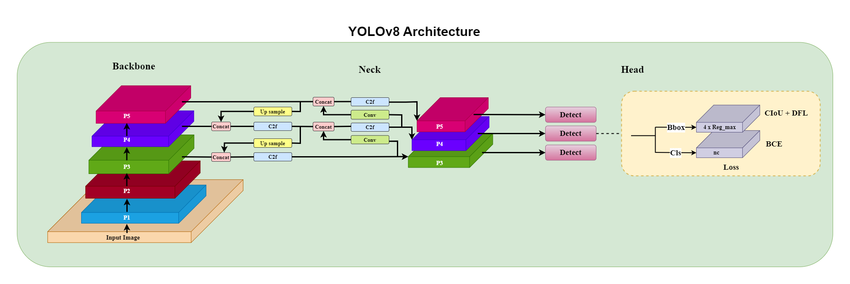 YOLOv8 Architecture
Backbone
Neck
Head
P5
P4
P3
P2
P1
Input Image
Concat
C2f
Up sample
Conv
Concat
C2f
Concat
C2f
Up sample
Conv
Concat
C2f
P5
P4
P3
Detect
Detect
Detect
Bbox
4 x Reg_max
CIoU + DFL
Cls
nc
BCE
Loss